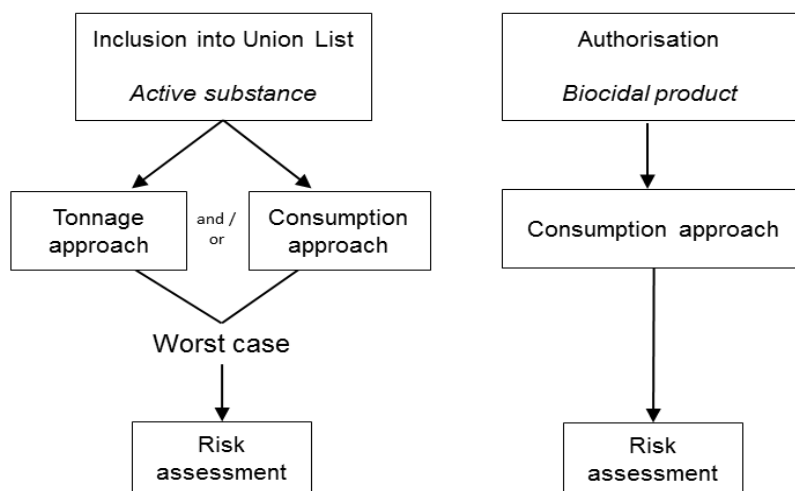 Inclusion into Union List
Active substance
Tonnage
approach
and /
or
Consumption
approach
Worst case
Risk
assessment
Authorisation
Biocidal product
Consumption approach
Risk
assessment